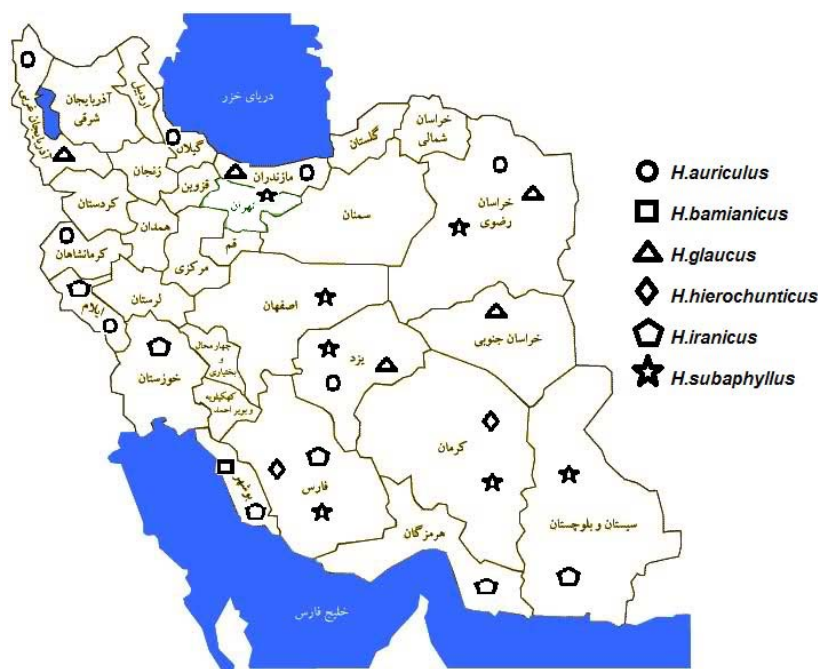 دریای خزر
آذربایجان
شرقی
اردبیل
آذربایجان غربی
گیلان
زنجان
قزوین
مازندران
تهران
گلستان
خراسان
شمالی
خراسان
رضوی
سمنان
کردستان
همدان
قم
مرکزی
کرمانشاهان
لرستان
ایلام
اصفهان
خراسان جنوبی
یزد
چهارمحال
و
بختیاری
خوزستان
کهکیلویه
و بویر احمد
کرمان
فارس
بوشهر
سیستان و بلوچستان
هرمزگان
خلیج فارس
H.auriculus
H.bamianicus
H.glaucus
H.hierochunticus
H.iranicus
H.subaphyllus